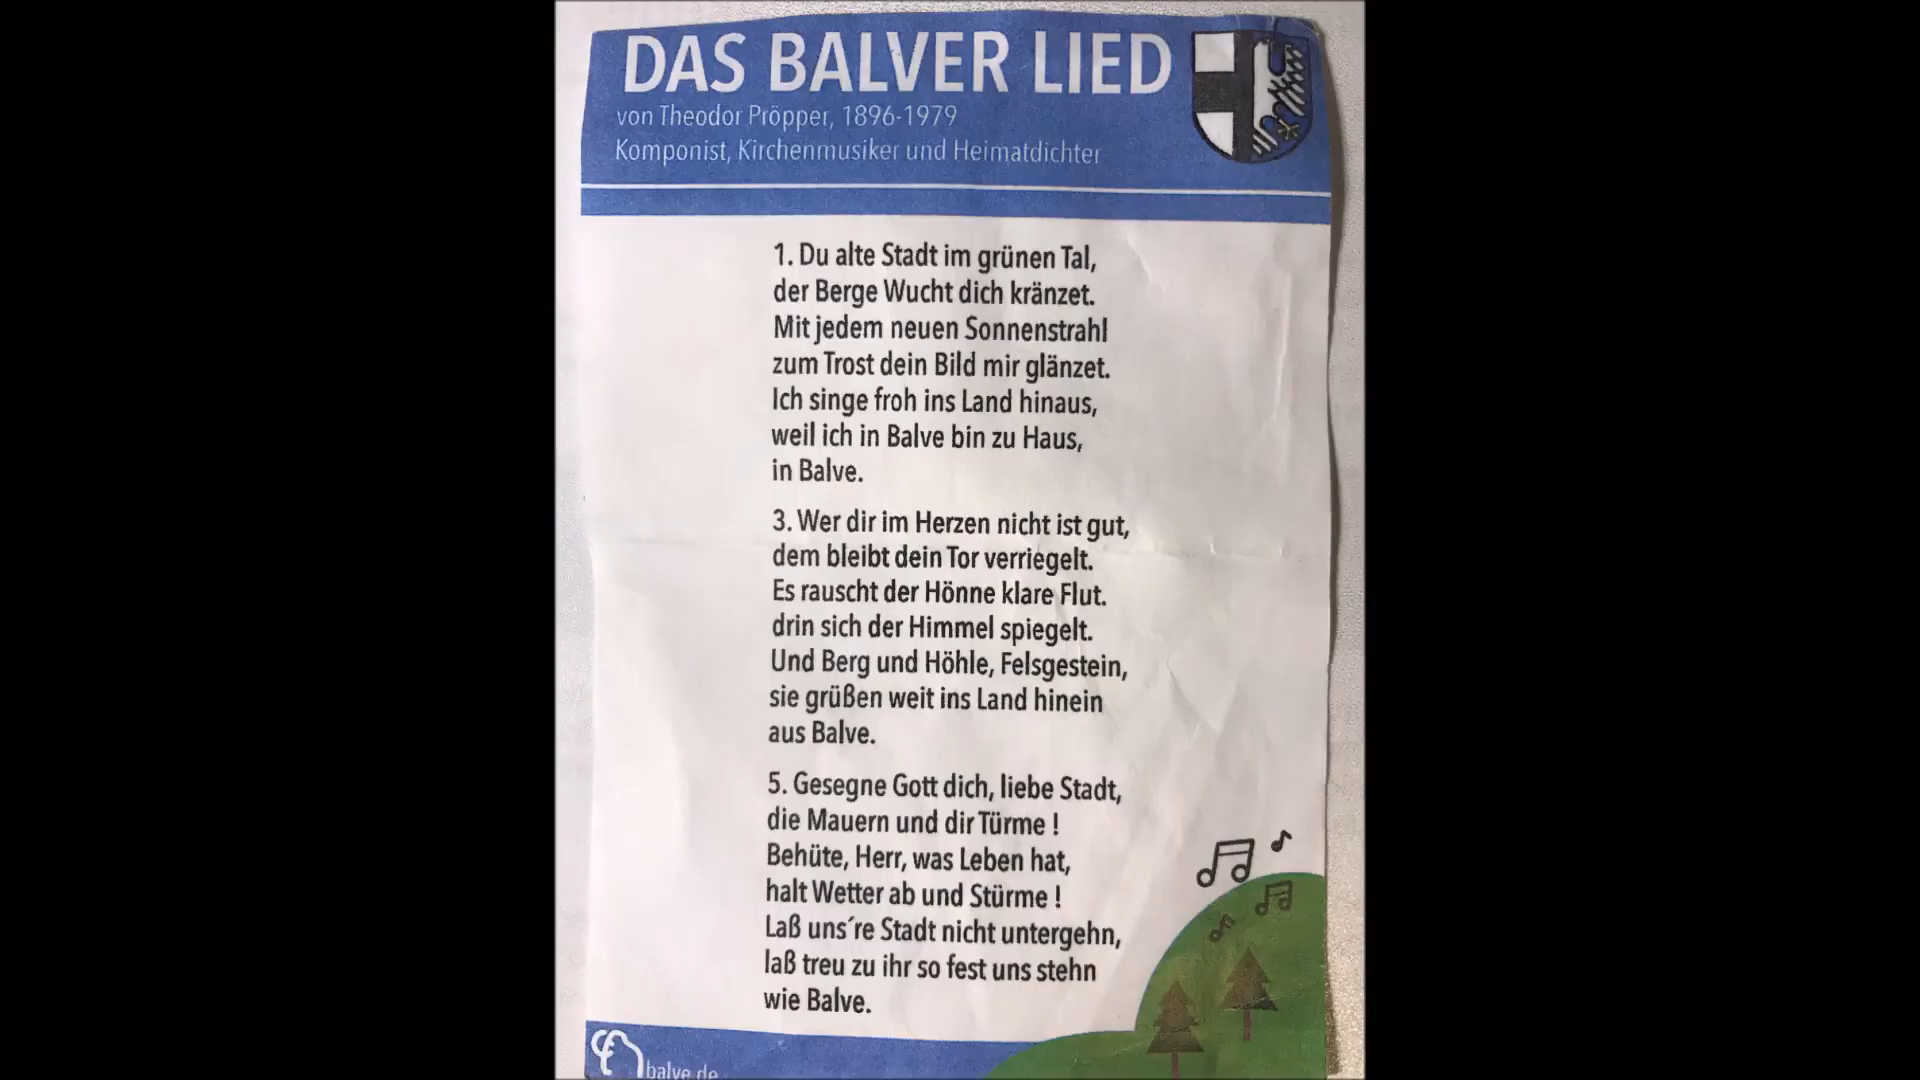 DAS BALVER LIED
von Theodor Pröpper, 1896-1979
Komponist, Kirchenmusiker und Heimatdichter
1. Du alte Stadt im grünen Tal,
der Berge Wucht dich kränzet.
Mit jedem neuen Sonnenstrahl
zum Trost dein Bild mir glänzet.
Ich singe froh ins Land hinaus,
weil ich in Balve bin zu Haus,
in Balve.
3. Wer dir im Herzen nicht ist gut,
dem bleibt dein Tor verriegelt.
Es rauscht der Hönne klare Flut.
drin sich der Himmel spiegelt.
Und Berg und Höhle, Felsgestein,
sie grüßen weit ins Land hinein
aus Balve.
5. Gesegne Gott dich, liebe Stadt,
die Mauern und dir Türme !
Behüte, Herr, was Leben hat,
halt Wetter ab und Stürme !
Laß uns´re Stadt nicht untergehn,
laß treu zu ihr so fest uns stehn
wie Balve.
balve.de